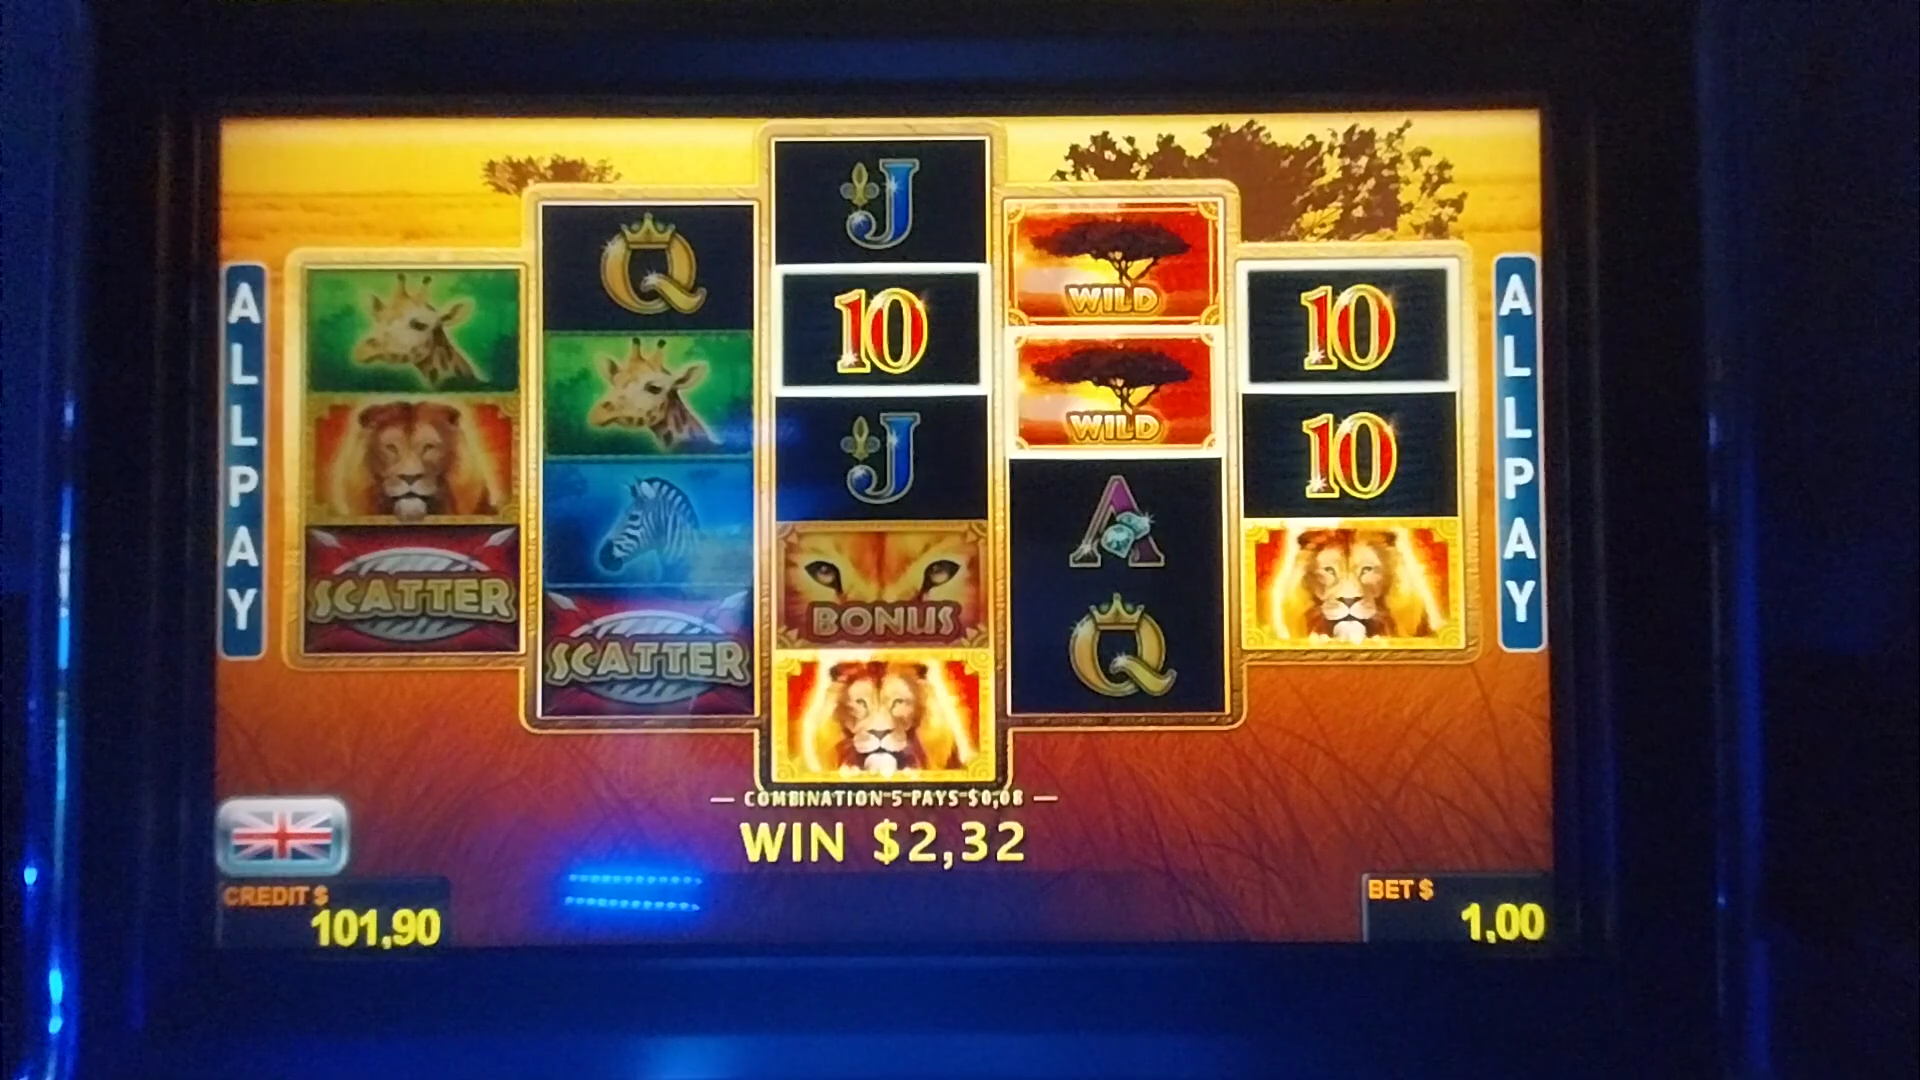 ALLPAY
SCATTER
Q
SCATTER
J
10
J
BONUS
WILD
WILD
A
Q
10
10
ALLPAY
COMBINATION 5 PAYS $0,08
WIN $2,32
CREDIT $
101,90
BET $
1,00